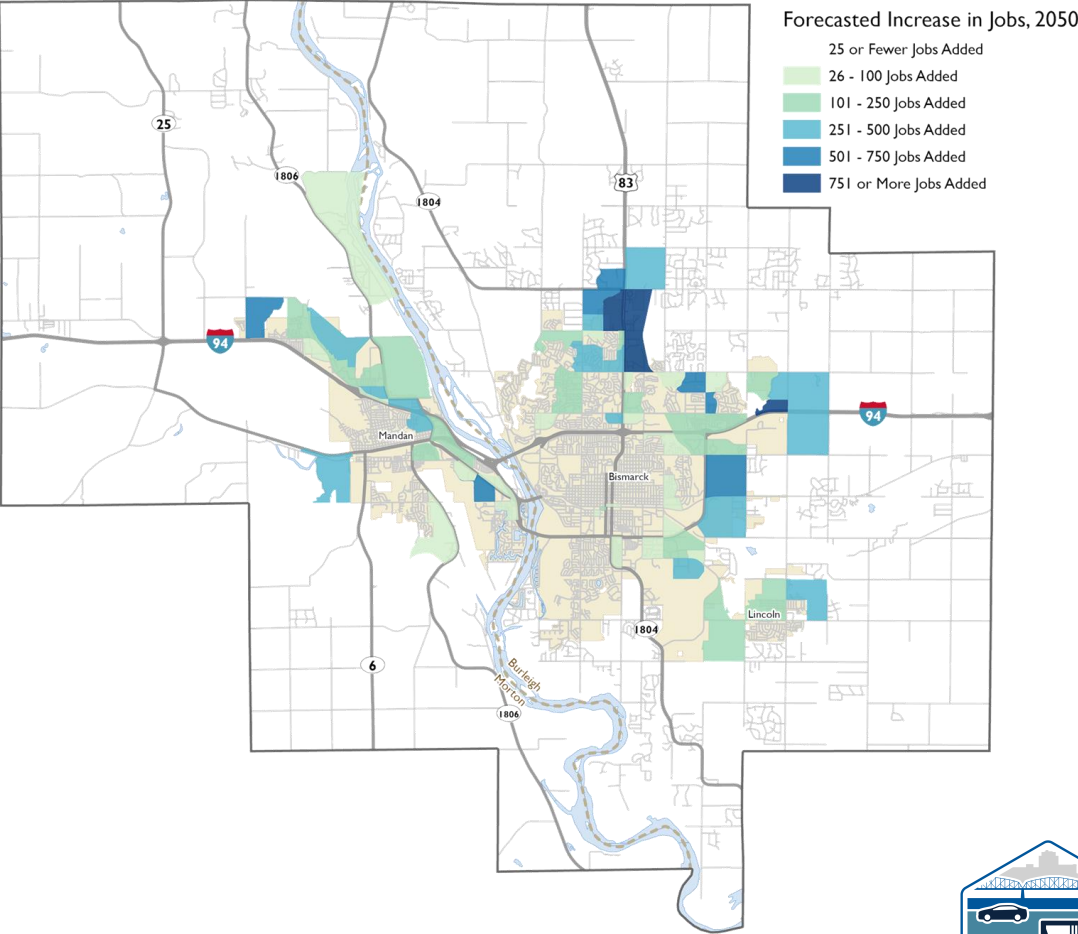 Forecasted Increase in Jobs, 2050
25 or Fewer Jobs Added
26 - 100 Jobs Added
101 - 250 Jobs Added
251 - 500 Jobs Added
501 - 750 Jobs Added
751 or More Jobs Added
25
1806
1804
83
94
94
Mandan
Bismarck
Lincoln
1804
6
Burleigh
Morton
1806